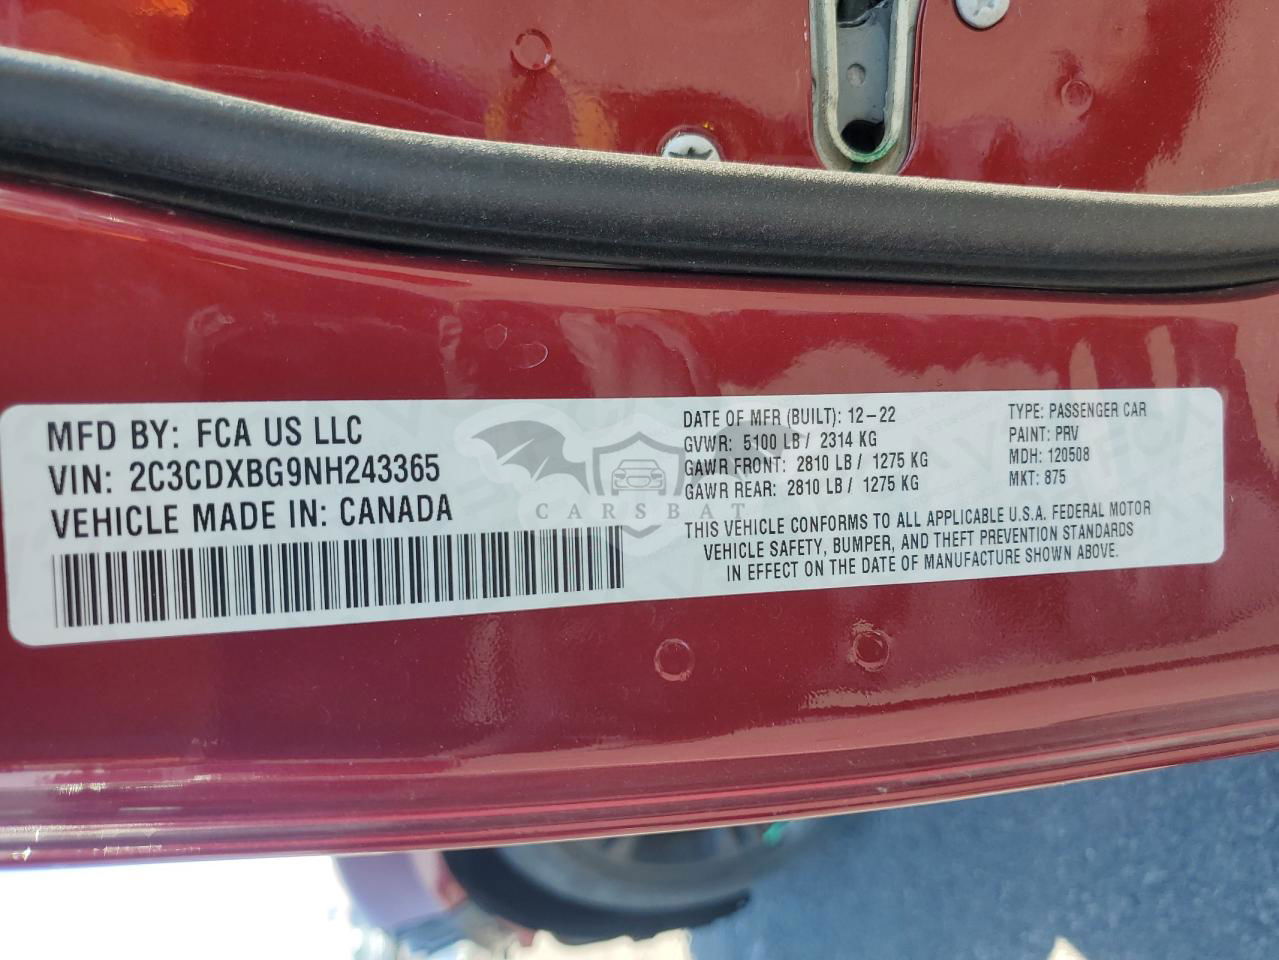 MFD BY: FCA US LLC
VIN: 2C3CDXBG9NH243365
VEHICLE MADE IN: CANADA
DATE OF MFR (BUILT): 12-22
GVWR: 5100 LB / 2314 KG
GAWR FRONT: 2810 LB / 1275 KG
GAWR REAR: 2810 LB / 1275 KG
TYPE: PASSENGER CAR
PAINT: PRV
MDH: 120508
MKT: 875
THIS VEHICLE CONFORMS TO ALL APPLICABLE U.S.A. FEDERAL MOTOR
VEHICLE SAFETY, BUMPER, AND THEFT PREVENTION STANDARDS
IN EFFECT ON THE DATE OF MANUFACTURE SHOWN ABOVE.
CARSBAT